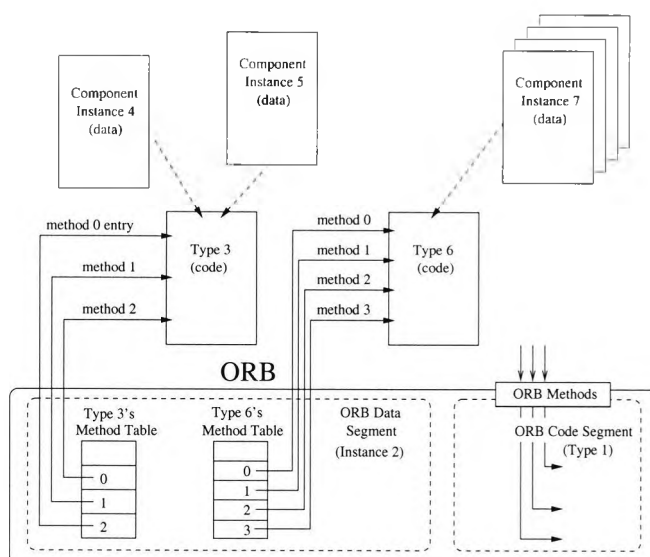 Component
Instance 4
(data)
Component
Instance 5
(data)
Component
Instance 7
(data)
method 0 entry
method 1
method 2
Type 3
(code)
method 0
method 1
method 2
method 3
Type 6
(code)
ORB
ORB Methods
Type 3's
Method Table
0
1
2
Type 6's
Method Table
0
1
2
3
ORB Data
Segment
(Instance 2)
ORB Code Segment
(Type 1)